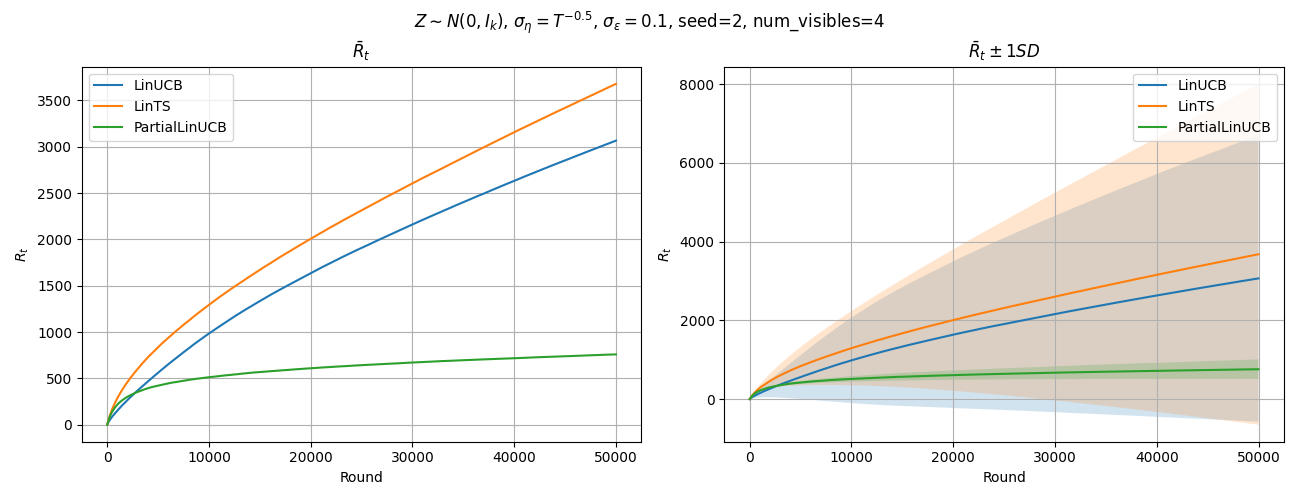 Z ∼ N(0, I_k), σ_η = T^{−0.5}, σ_ε = 0.1, seed=2, num_visibles=4
R̄_t
R_t
3500
3000
2500
2000
1500
1000
500
0
LinUCB
LinTS
PartialLinUCB
0
10000
20000
30000
40000
50000
Round
R̄_t ± 1SD
R_t
8000
6000
4000
2000
0
LinUCB
LinTS
PartialLinUCB
0
10000
20000
30000
40000
50000
Round